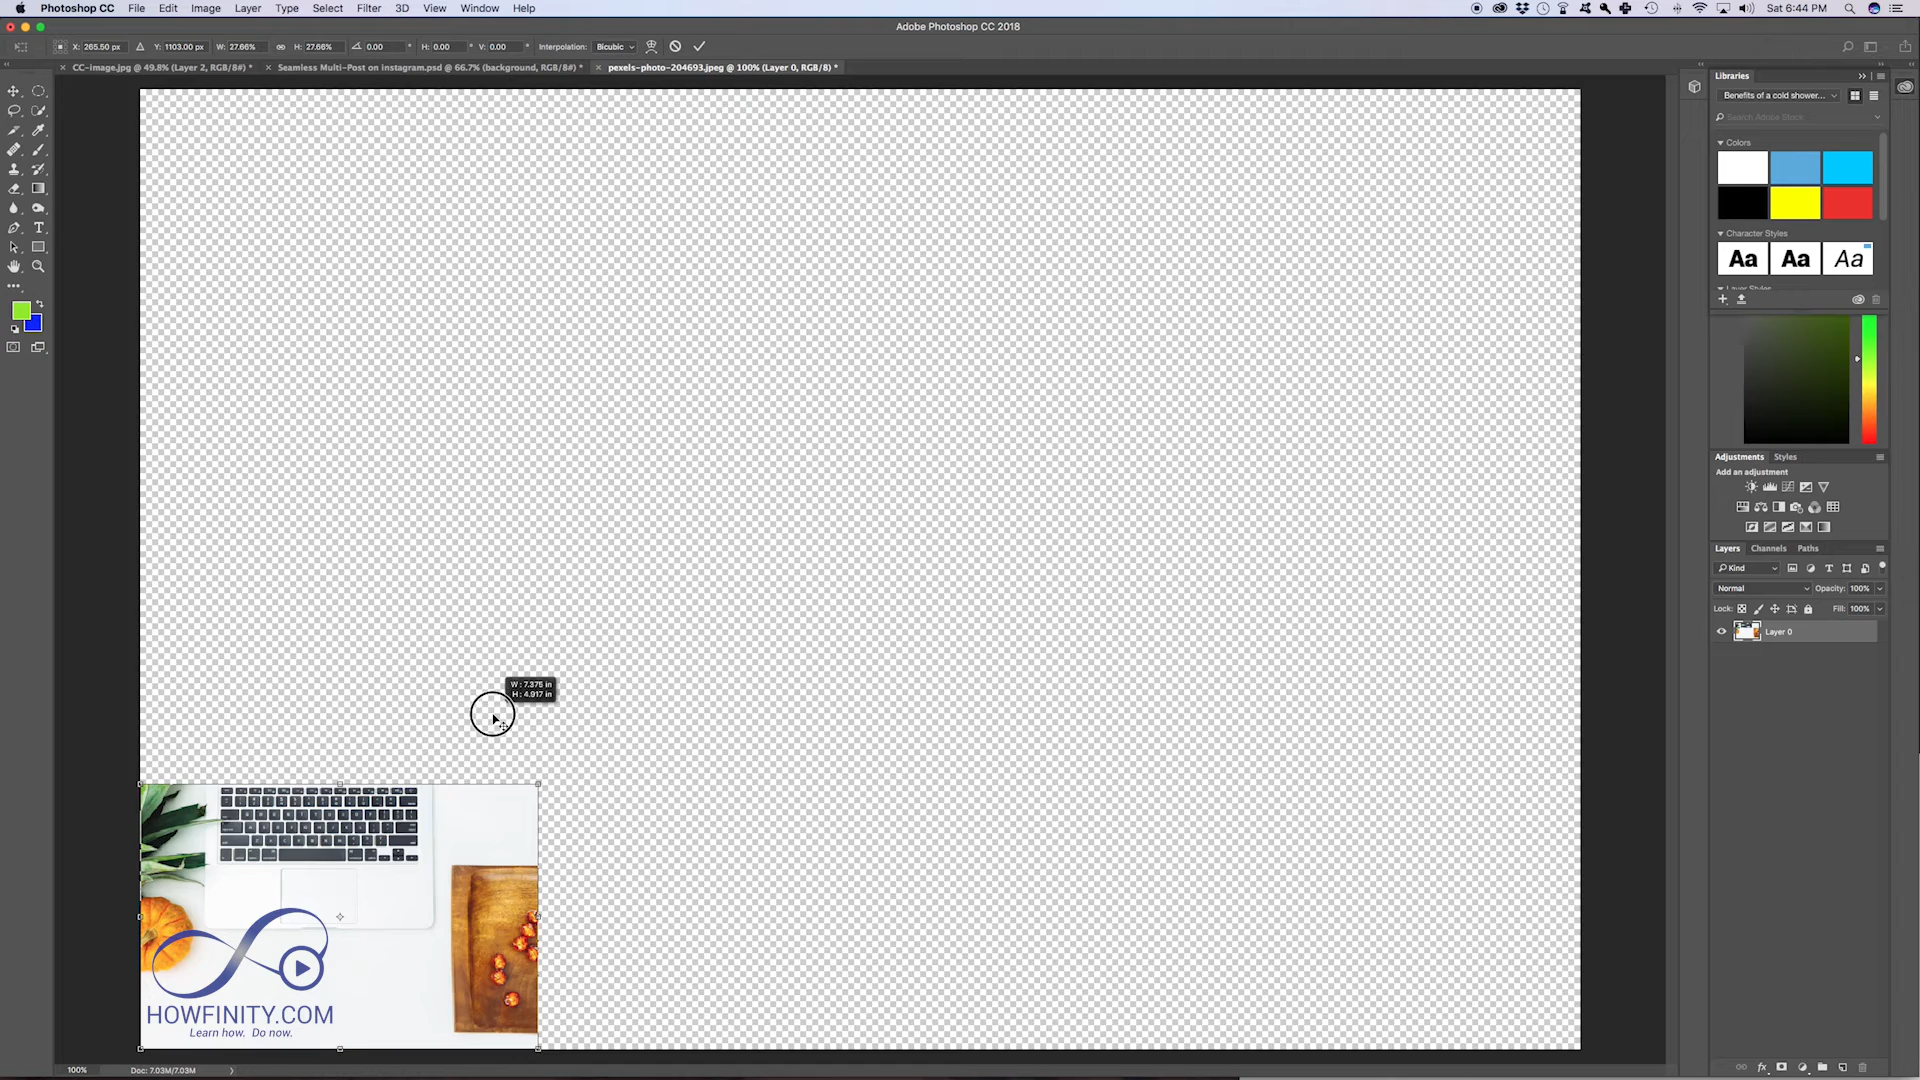 Photoshop CC File Edit Image Layer Type Select Filter 3D View Window Help
Sat 6:44 PM
Adobe Photoshop CC 2018
X: 265.50 px Y: 1103.00 px W: 27.66% H: 27.66% 0.00 ° H: 0.00 ° V: 0.00 ° Interpolation: Bicubic
CC-image.jpg @ 49.8% (Layer 2, RGB/8#) *
Seamless Multi-Post on instagram.psd @ 66.7% (background, RGB/8#) *
pexels-photo-204693.jpeg @ 100% (Layer 0, RGB/8) *
Libraries
Benefits of a cold shower...
Search Adobe Stock
Colors
Character Styles
Aa Aa Aa
Layer Styles
Adjustments Styles
Add an adjustment
Layers Channels Paths
Kind
Normal Opacity: 100%
Lock: Fill: 100%
Layer 0
W : 7.375 in
H : 4.917 in
HOWFINITY.COM
Learn how. Do now.
100% Doc: 7.03M/7.03M